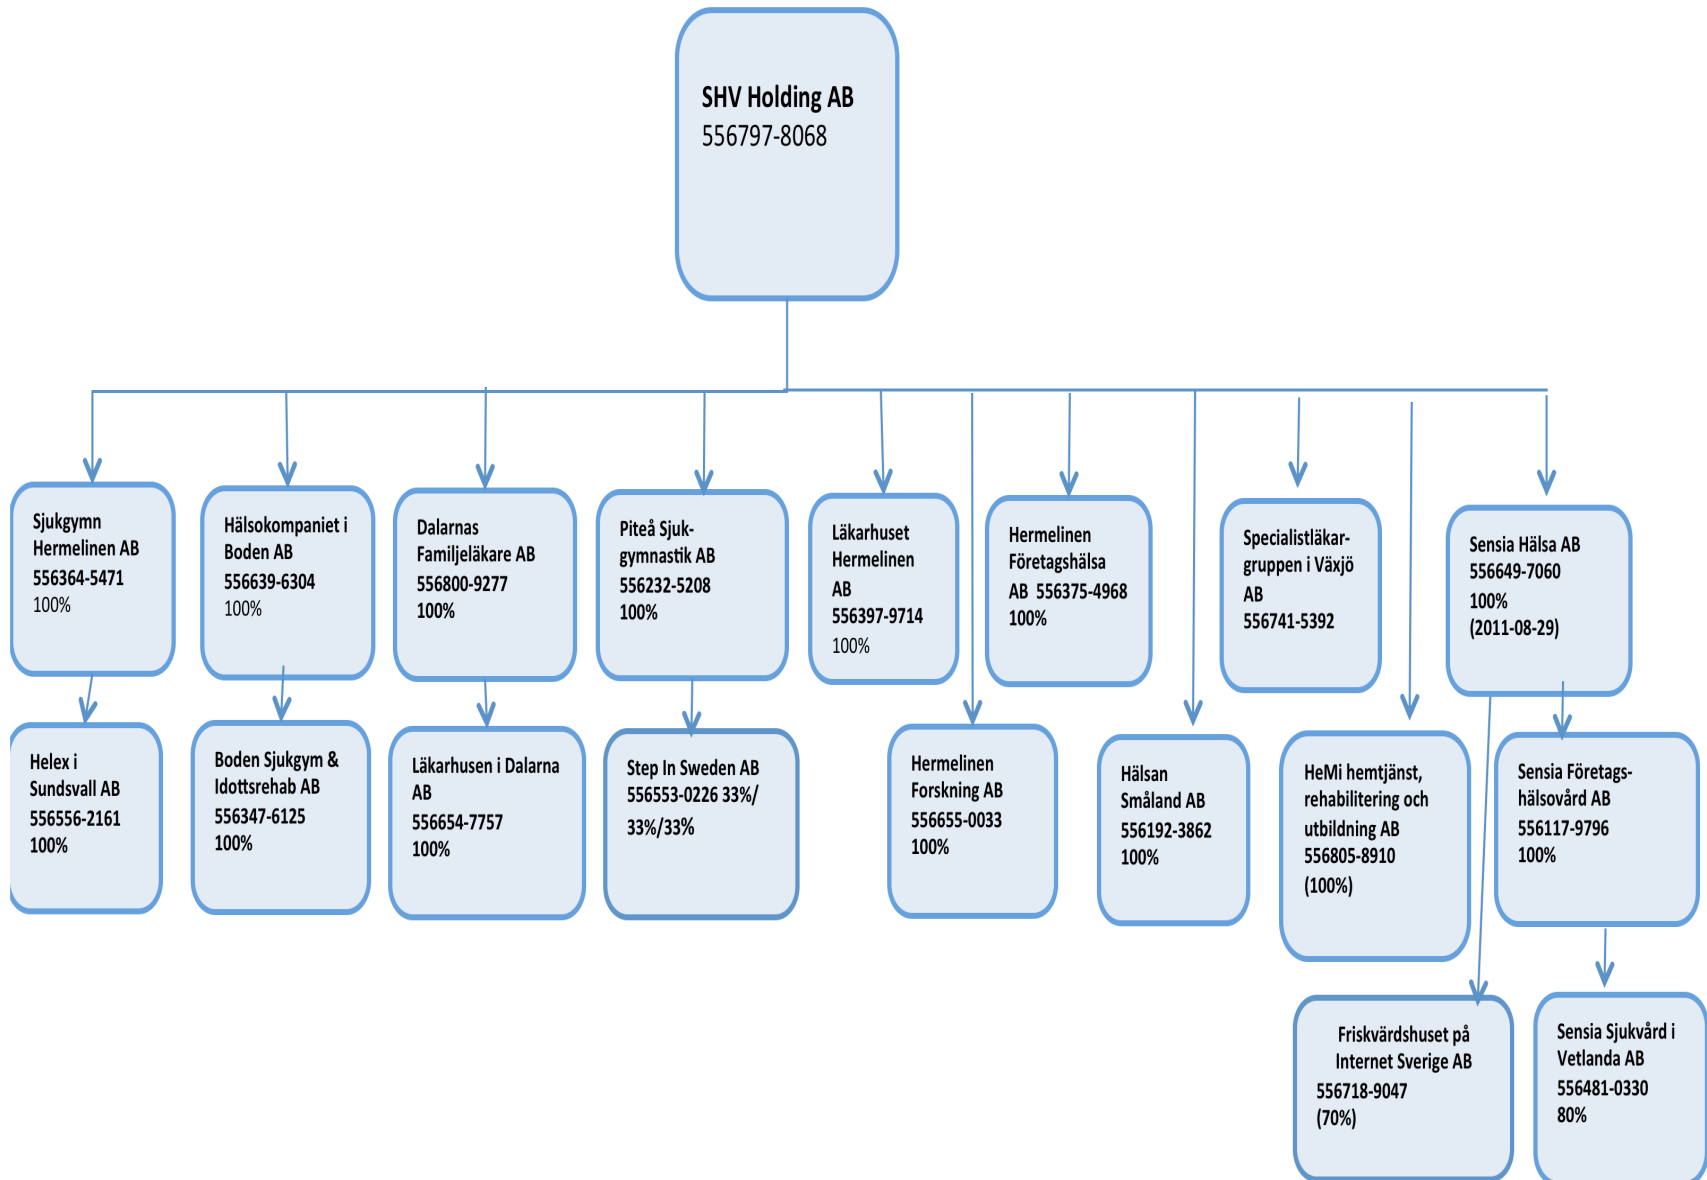 SHV Holding AB
556797-8068
Sjukgymn
Hermelinen AB
556364-5471
100%
Hälsokompaniet i
Boden AB
556639-6304
100%
Dalarnas
Familjeläkare AB
556800-9277
100%
Piteå Sjuk-
gymnastik AB
556232-5208
100%
Läkarhuset
Hermelinen
AB
556397-9714
100%
Hermelinen
Företagshälsa
AB 556375-4968
100%
Specialistläkar-
gruppen i Växjö
AB
556741-5392
Sensia Hälsa AB
556649-7060
100%
(2011-08-29)
Helex i
Sundsvall AB
556556-2161
100%
Boden Sjukgym &
Idottsrehab AB
556347-6125
100%
Läkarhusen i Dalarna
AB
556654-7757
100%
Step In Sweden AB
556553-0226 33%/
33%/33%
Hermelinen
Forskning AB
556655-0033
100%
Hälsan
Småland AB
556192-3862
100%
HeMi hemtjänst,
rehabilitering och
utbildning AB
556805-8910
(100%)
Sensia Företags-
hälsovård AB
556117-9796
100%
Friskvårdshuset på
Internet Sverige AB
556718-9047
(70%)
Sensia Sjukvård i
Vetlanda AB
556481-0330
80%